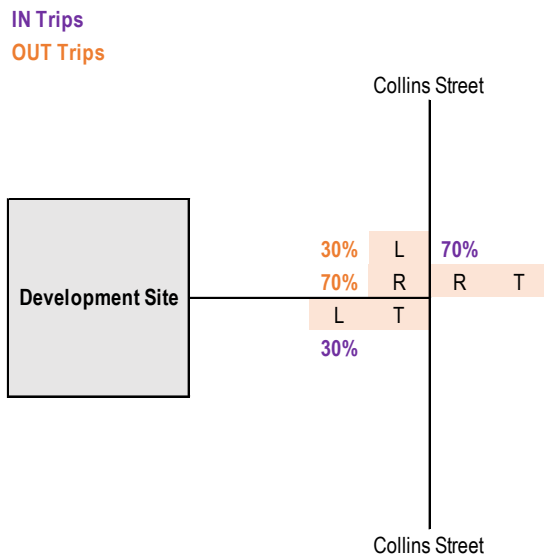 IN Trips
OUT Trips
Collins Street
30% L 70%
Development Site 70% R R T
L T
30%
Collins Street